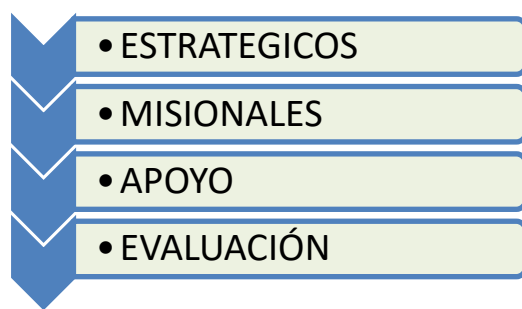 • ESTRATEGICOS
• MISIONALES
• APOYO
• EVALUACIÓN